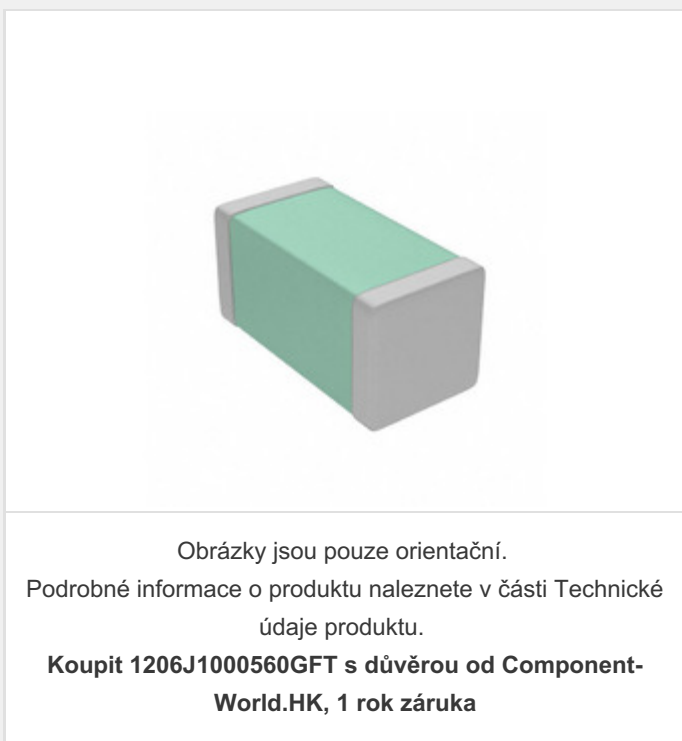 Obrázky jsou pouze orientační.
Podrobné informace o produktu naleznete v části Technické
údaje produktu.
Koupit 1206J1000560GFT s důvěrou od Component-
World.HK, 1 rok záruka